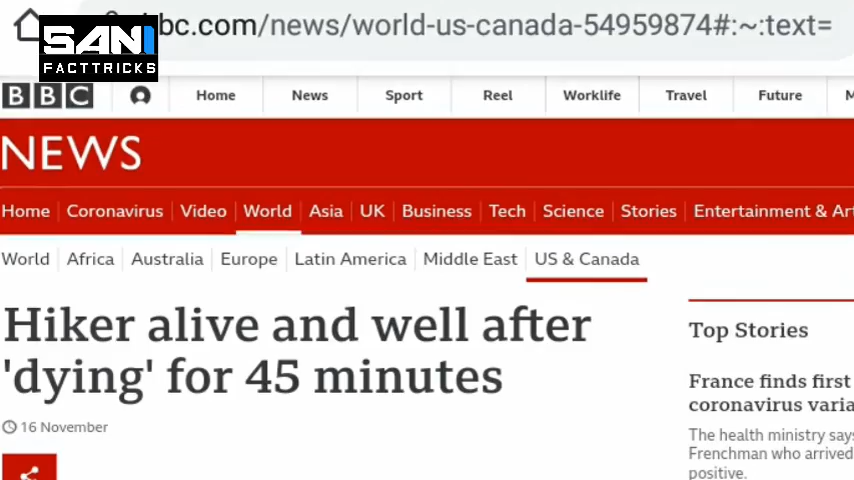 bbc.com/news/world-us-canada-54959874#:~:text=
SANI
FACTTRICKS
BBC
Home
News
Sport
Reel
Worklife
Travel
Future
M
NEWS
Home
Coronavirus
Video
World
Asia
UK
Business
Tech
Science
Stories
Entertainment & Art
World
Africa
Australia
Europe
Latin America
Middle East
US & Canada
Hiker alive and well after
'dying' for 45 minutes
16 November
Top Stories
France finds first
coronavirus varia
The health ministry says
Frenchman who arrived
positive.